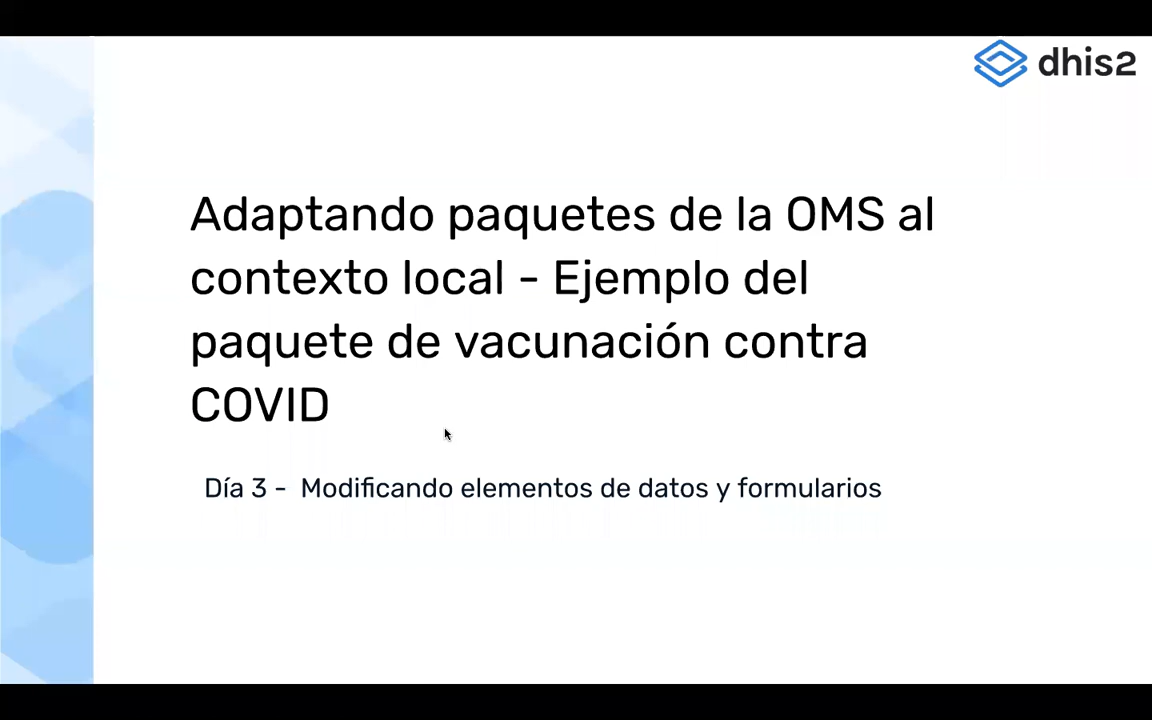 dhis2
Adaptando paquetes de la OMS al
contexto local - Ejemplo del
paquete de vacunación contra
COVID
Día 3 - Modificando elementos de datos y formularios